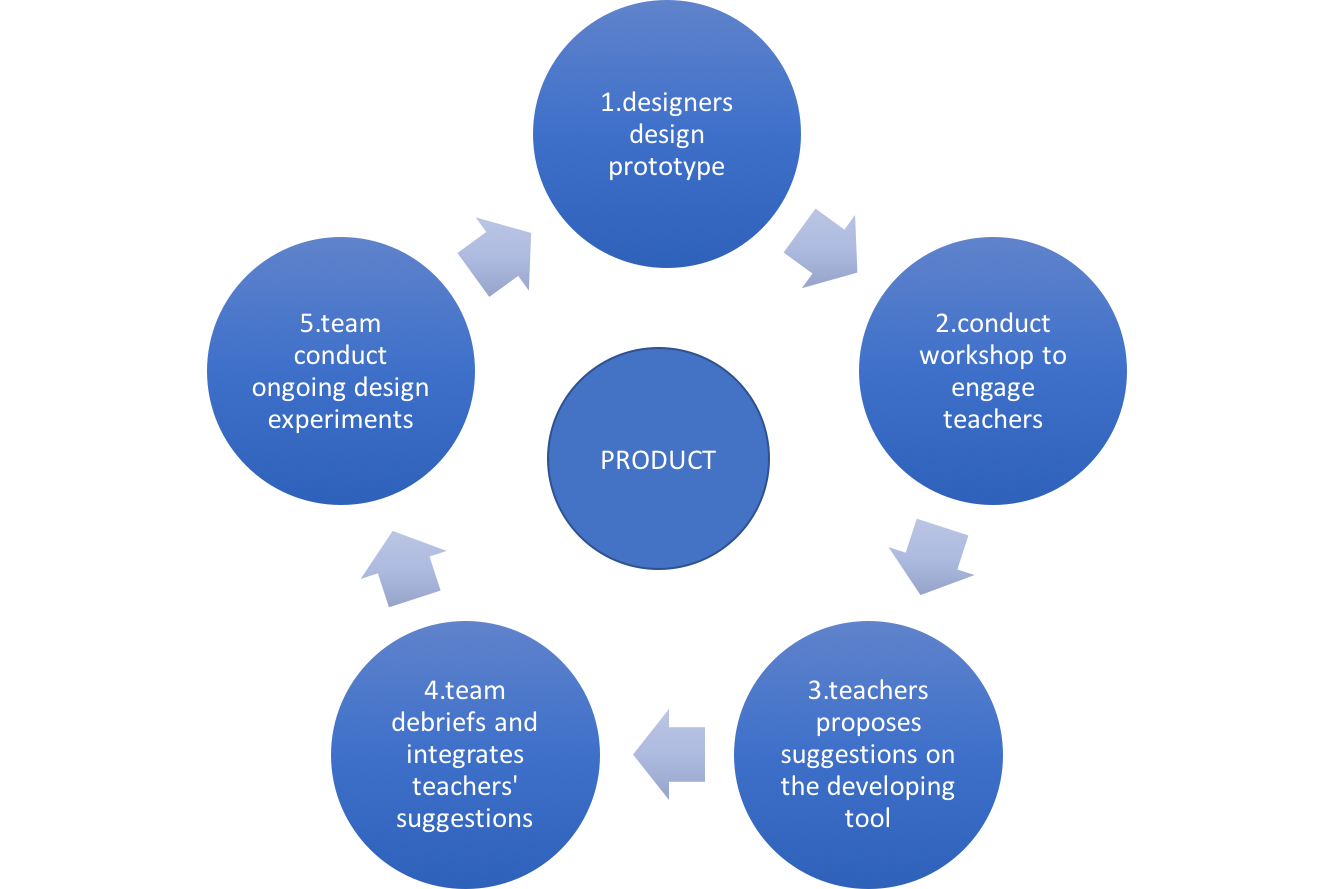 1.designers
design
prototype
2.conduct
workshop to
engage
teachers
3.teachers
proposes
suggestions on
the developing
tool
4.team
debriefs and
integrates
teachers'
suggestions
5.team
conduct
ongoing design
experiments
PRODUCT